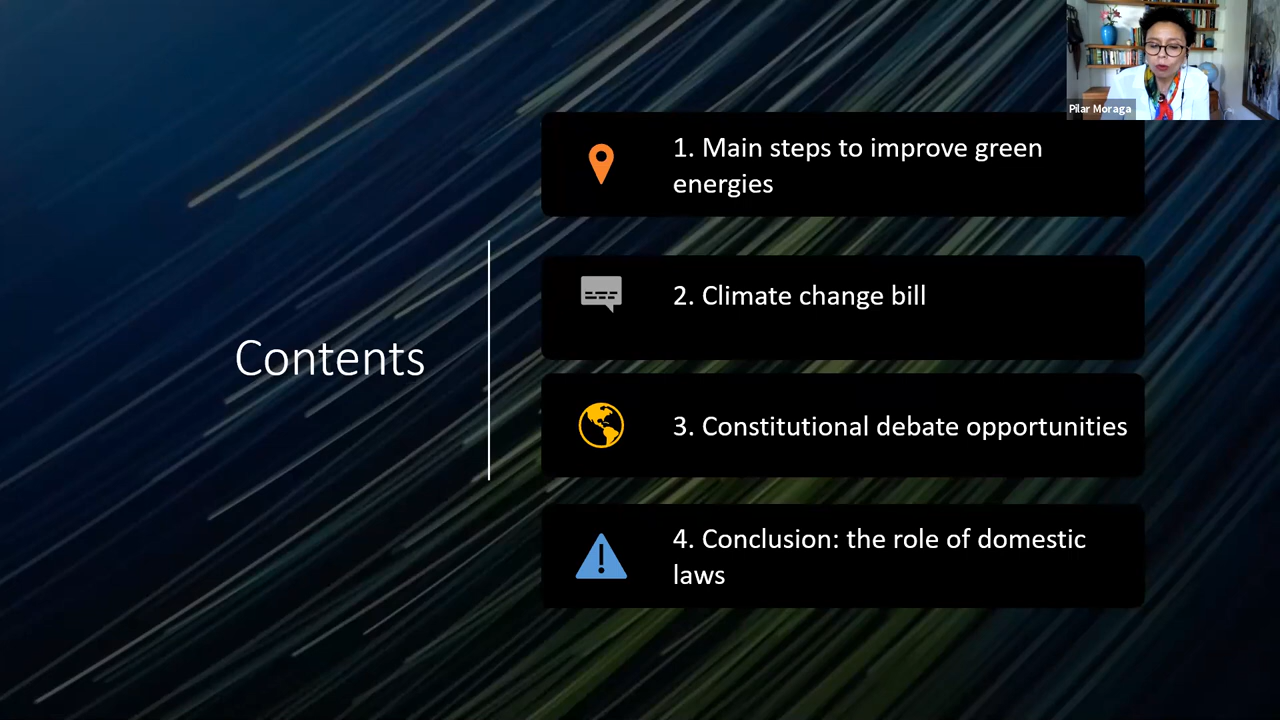 Pilar Moraga
Contents
1. Main steps to improve green
energies
2. Climate change bill
3. Constitutional debate opportunities
4. Conclusion: the role of domestic
laws